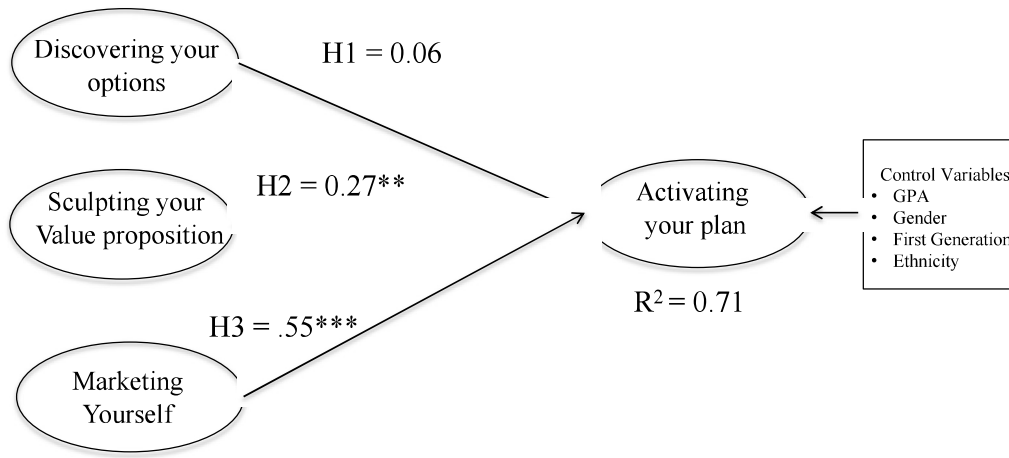 Discovering your
options
H1 = 0.06
Sculpting your
Value proposition
H2 = 0.27**
H3 = .55***
Marketing
Yourself
Activating
your plan
R² = 0.71
Control Variables
• GPA
• Gender
• First Generation
• Ethnicity